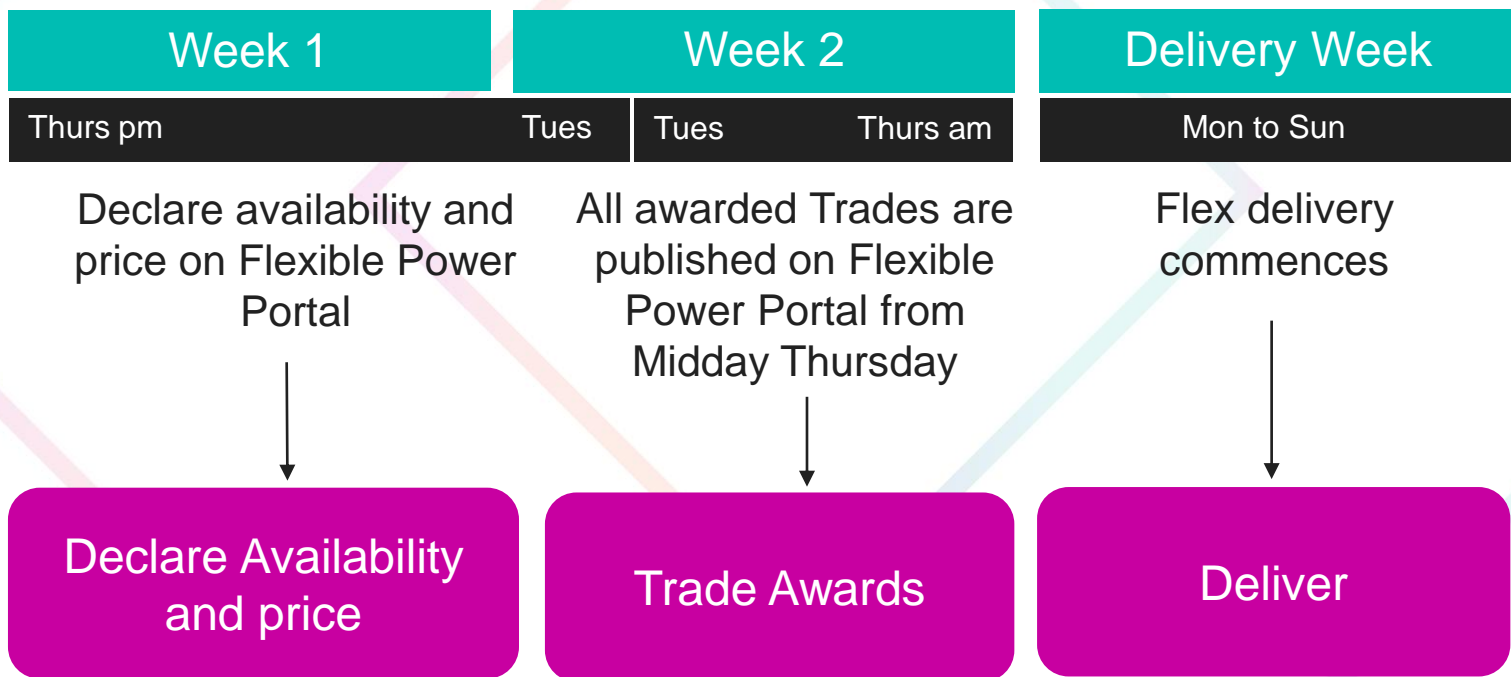 Week 1
Week 2
Delivery Week
Thurs pm
Tues
Tues
Thurs am
Mon to Sun
Declare availability and
price on Flexible Power
Portal
All awarded Trades are
published on Flexible
Power Portal from
Midday Thursday
Flex delivery
commences
Declare Availability
and price
Trade Awards
Deliver